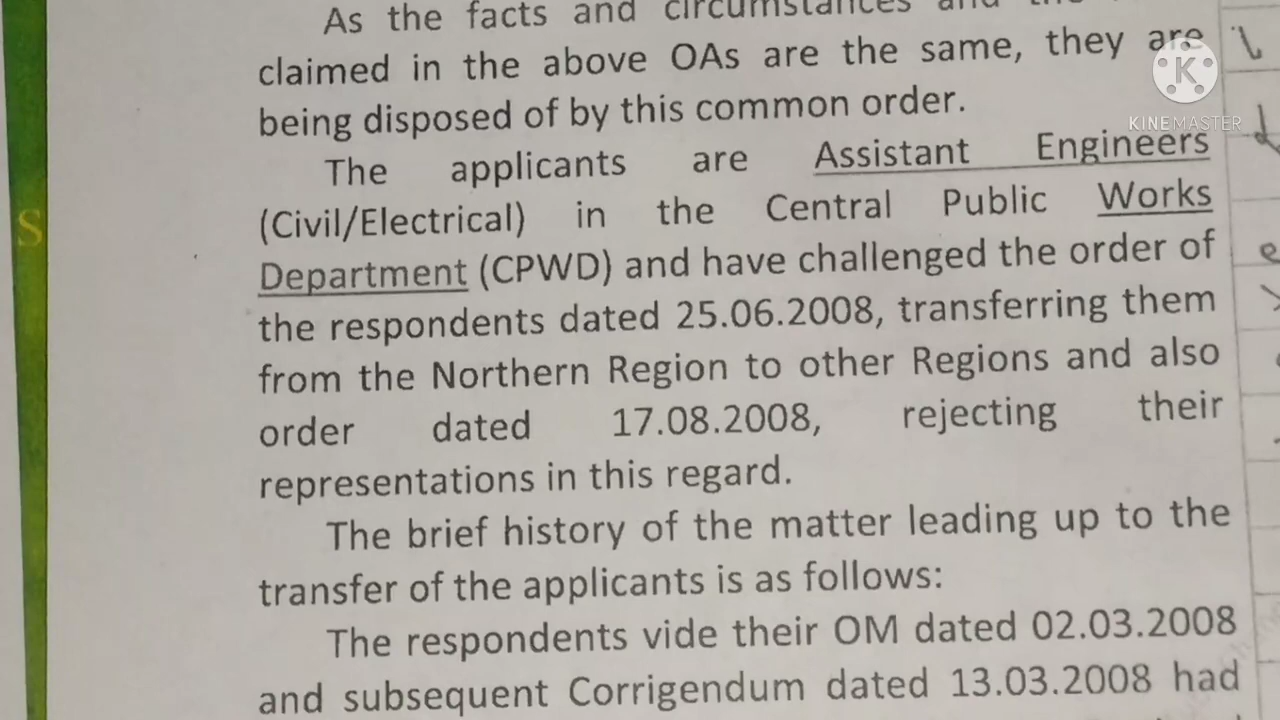 As the facts and circumstances and the
claimed in the above OAs are the same, they are
being disposed of by this common order.
The applicants are Assistant Engineers
(Civil/Electrical) in the Central Public Works
Department (CPWD) and have challenged the order of
the respondents dated 25.06.2008, transferring them
from the Northern Region to other Regions and also
order dated 17.08.2008, rejecting their
representations in this regard.
The brief history of the matter leading up to the
transfer of the applicants is as follows:
The respondents vide their OM dated 02.03.2008
and subsequent Corrigendum dated 13.03.2008 had
S
K
KINEMASTER